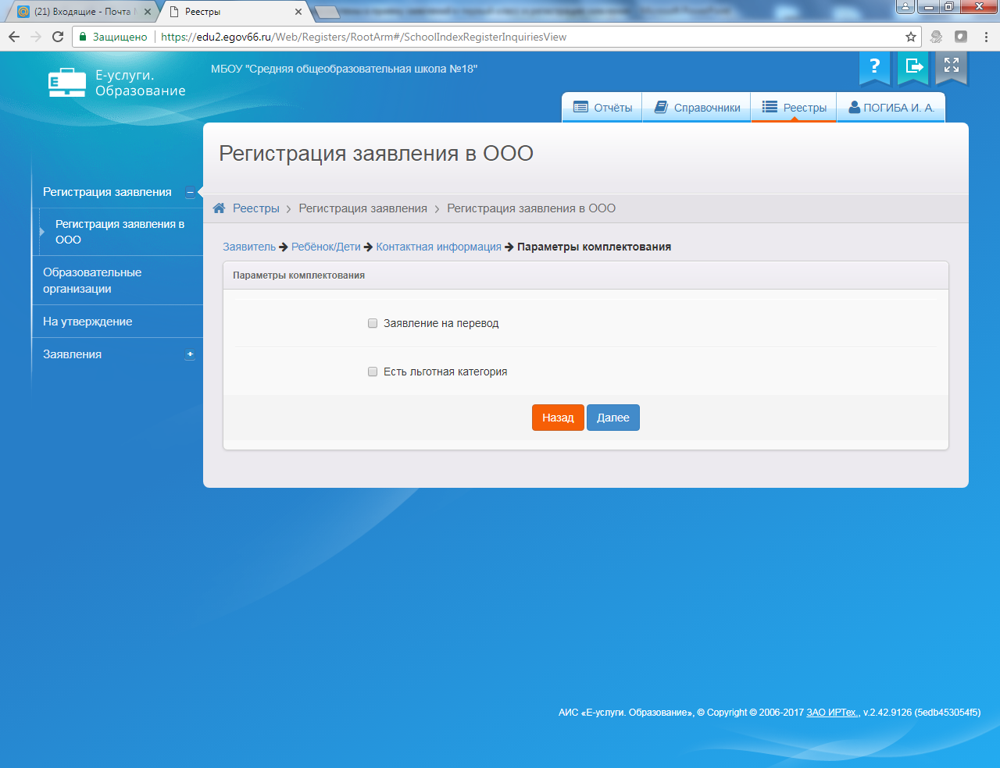 (21) Входящие - Почта
Реестры
Защищено
https://edu2.egov66.ru/Web/Registers/RootArm#/SchoolIndexRegisterInquiriesView
E
Е-услуги.
Образование
МБОУ "Средняя общеобразовательная школа №18"
?
Отчёты
Справочники
Реестры
ПОГИБА И. А.
Регистрация заявления в ООО
Регистрация заявления
Регистрация заявления в
ООО
Образовательные
организации
На утверждение
Заявления
Реестры > Регистрация заявления > Регистрация заявления в ООО
Заявитель → Ребёнок/Дети → Контактная информация → Параметры комплектования
Параметры комплектования
Заявление на перевод
Есть льготная категория
Назад
Далее
АИС «Е-услуги. Образование», © Copyright © 2006-2017 ЗАО ИРТех., v.2.42.9126 (5edb453054f5)